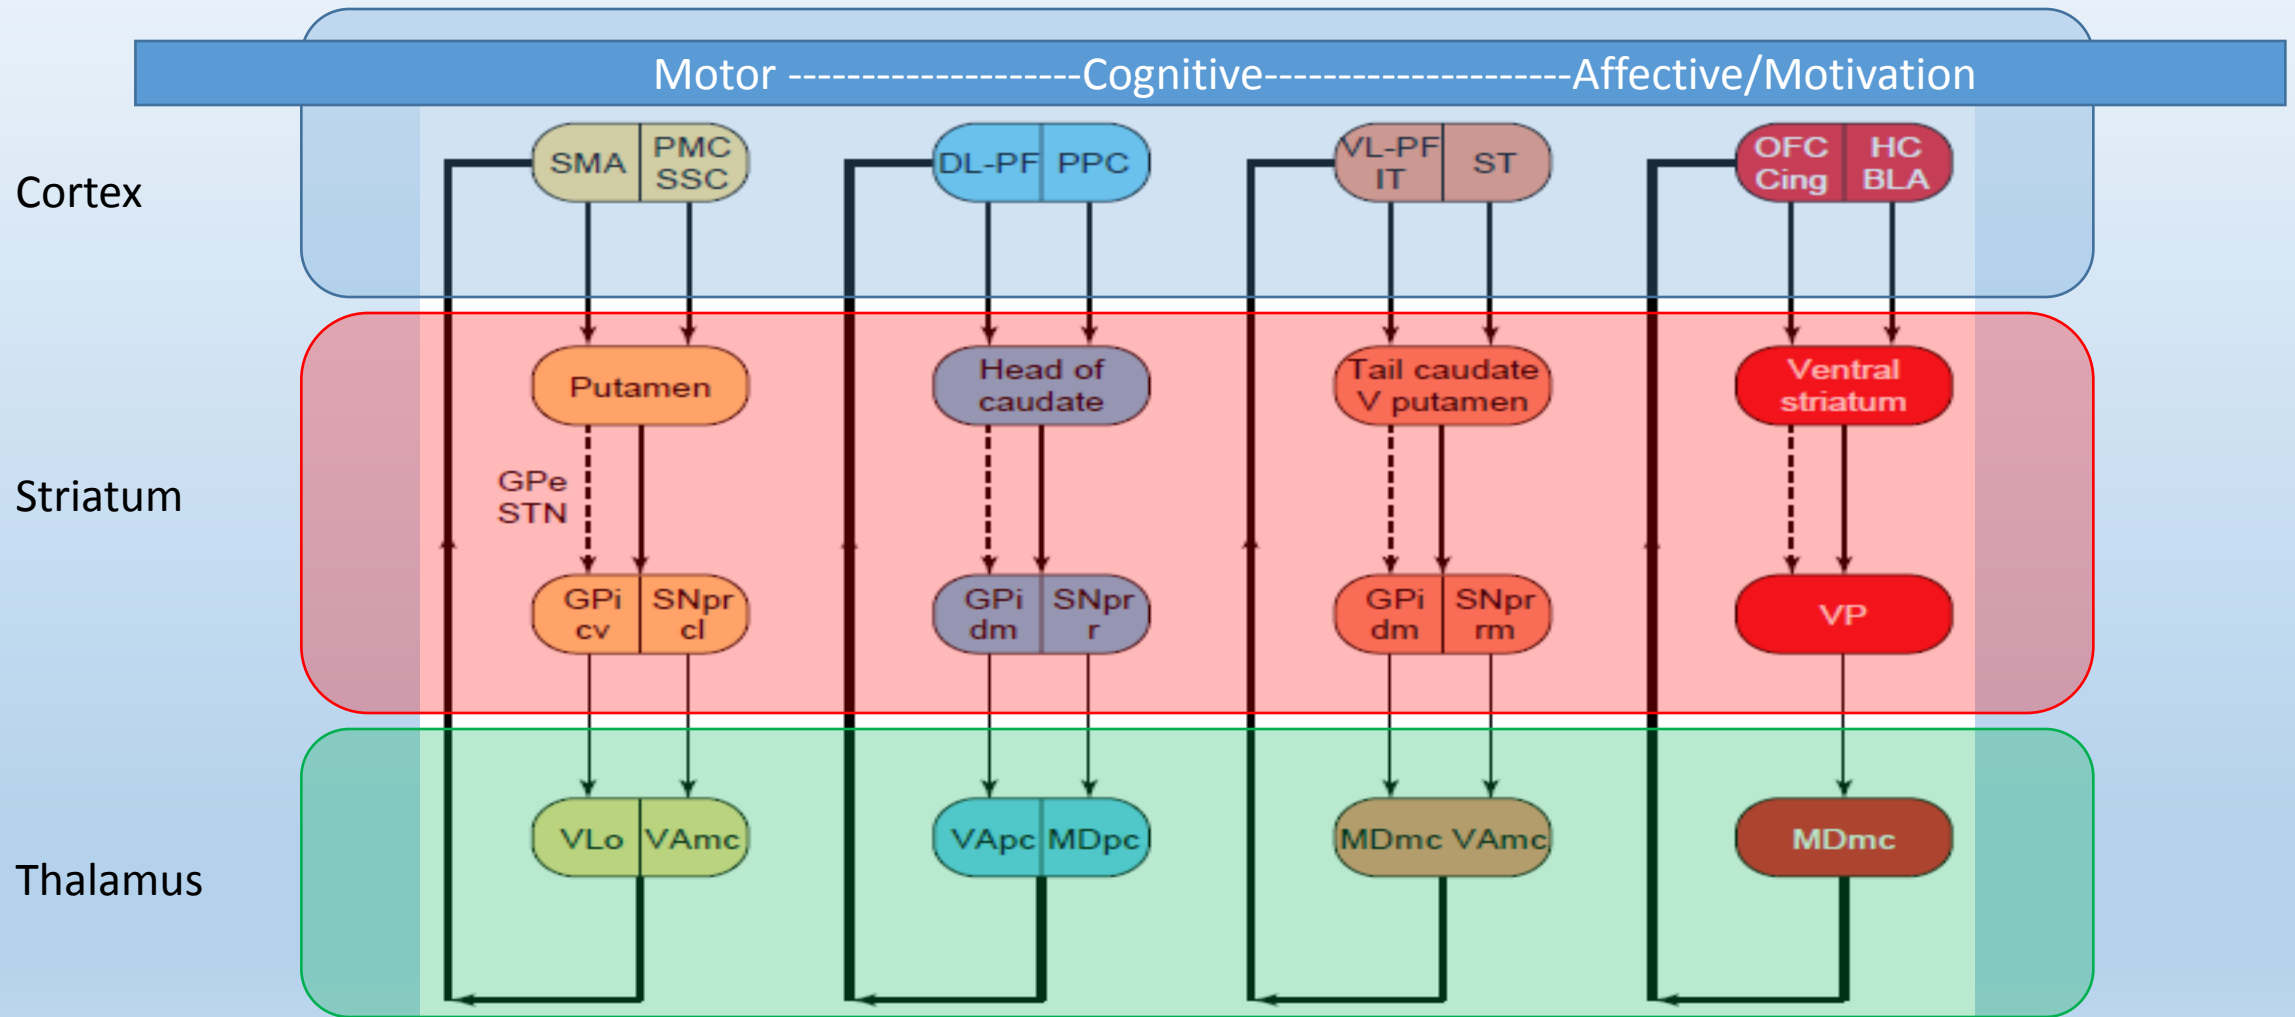 Motor --------------------Cognitive---------------------Affective/Motivation
Cortex
SMA
PMC
SSC
DL-PF
PPC
VL-PF
IT
ST
OFC
Cing
HC
BLA
Striatum
Putamen
Head of
caudate
Tail caudate
V putamen
Ventral
striatum
GPe
STN
GPi
cv
SNpr
cl
GPi
dm
SNpr
r
GPi
dm
SNpr
rm
VP
Thalamus
VLo
VAmc
VApc
MDpc
MDmc VAmc
MDmc